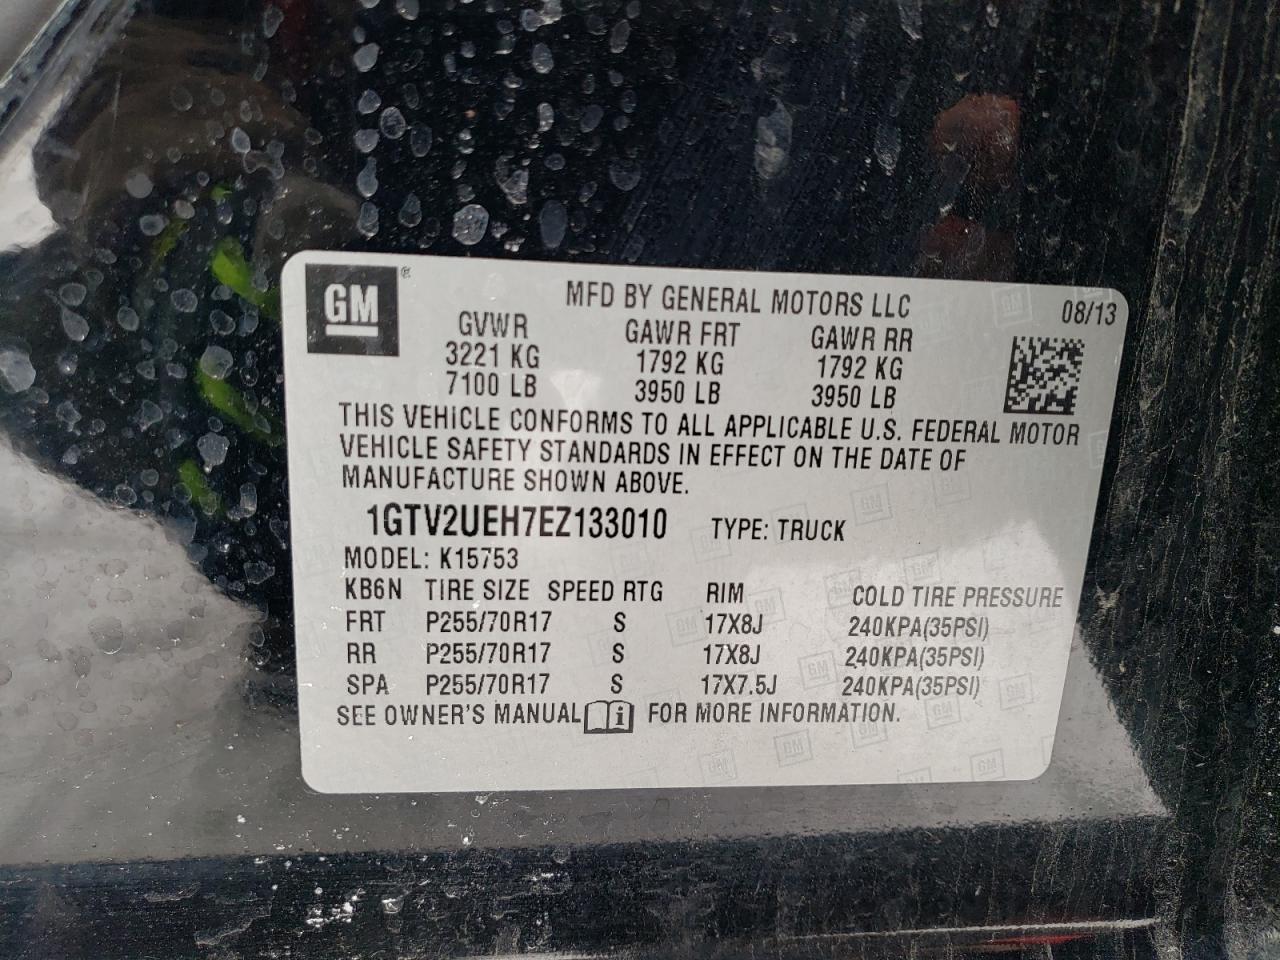 GM ®
MFD BY GENERAL MOTORS LLC 08/13
GVWR GAWR FRT GAWR RR
3221 KG 1792 KG 1792 KG
7100 LB 3950 LB 3950 LB
THIS VEHICLE CONFORMS TO ALL APPLICABLE U.S. FEDERAL MOTOR
VEHICLE SAFETY STANDARDS IN EFFECT ON THE DATE OF
MANUFACTURE SHOWN ABOVE.
1GTV2UEH7EZ133010 TYPE: TRUCK
MODEL: K15753
KB6N TIRE SIZE SPEED RTG RIM COLD TIRE PRESSURE
FRT P255/70R17 S 17X8J 240KPA(35PSI)
RR P255/70R17 S 17X8J 240KPA(35PSI)
SPA P255/70R17 S 17X7.5J 240KPA(35PSI)
SEE OWNER'S MANUAL i FOR MORE INFORMATION.